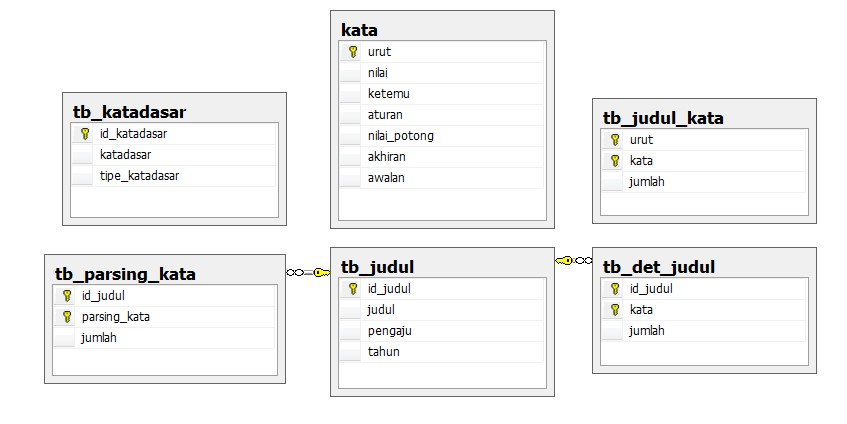 kata
urut
nilai
ketemu
aturan
nilai_potong
akhiran
awalan
tb_katadasar
id_katadasar
katadasar
tipe_katadasar
tb_judul_kata
urut
kata
jumlah
tb_parsing_kata
id_judul
parsing_kata
jumlah
tb_judul
id_judul
judul
pengaju
tahun
tb_det_judul
id_judul
kata
jumlah